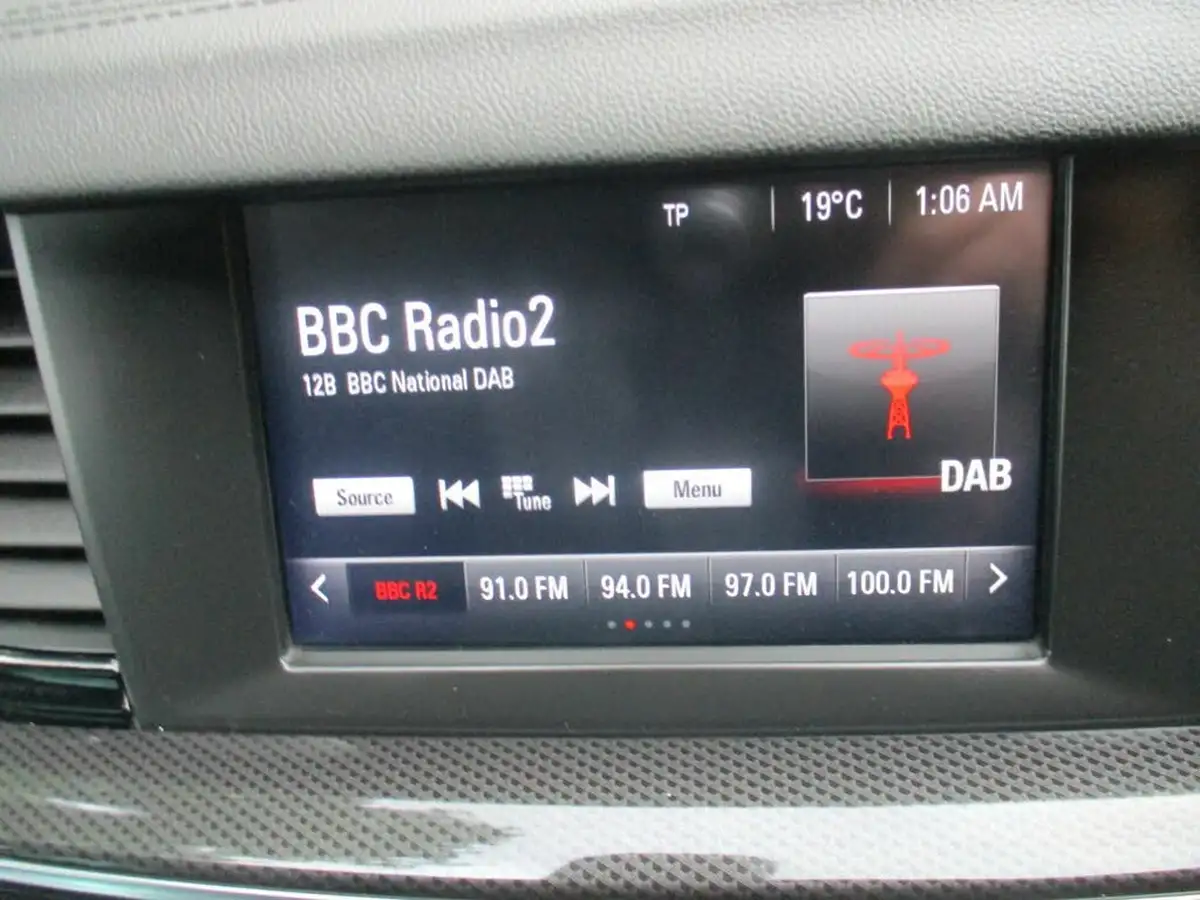 TP 19°C 1:06 AM
BBC Radio2
12B BBC National DAB
DAB
Source Tune Menu
BBC R2 91.0 FM 94.0 FM 97.0 FM 100.0 FM